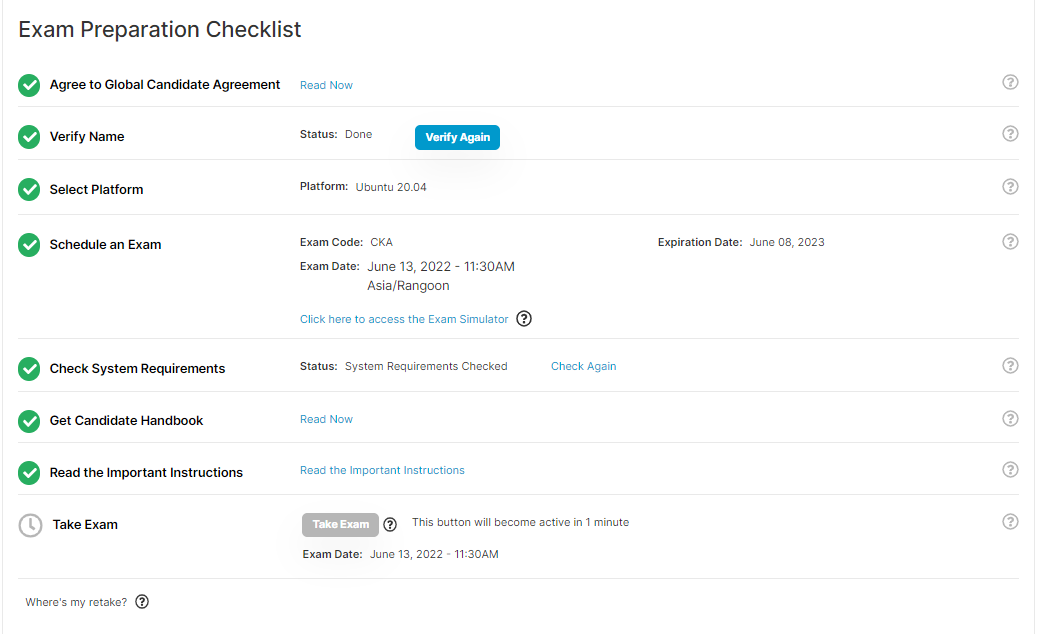 Exam Preparation Checklist
Agree to Global Candidate Agreement Read Now
Verify Name Status: Done Verify Again
Select Platform Platform: Ubuntu 20.04
Schedule an Exam Exam Code: CKA Expiration Date: June 08, 2023
Exam Date: June 13, 2022 - 11:30AM
Asia/Rangoon
Click here to access the Exam Simulator ?
Check System Requirements Status: System Requirements Checked Check Again
Get Candidate Handbook Read Now
Read the Important Instructions Read the Important Instructions
Take Exam Take Exam ? This button will become active in 1 minute
Exam Date: June 13, 2022 - 11:30AM
Where's my retake? ?